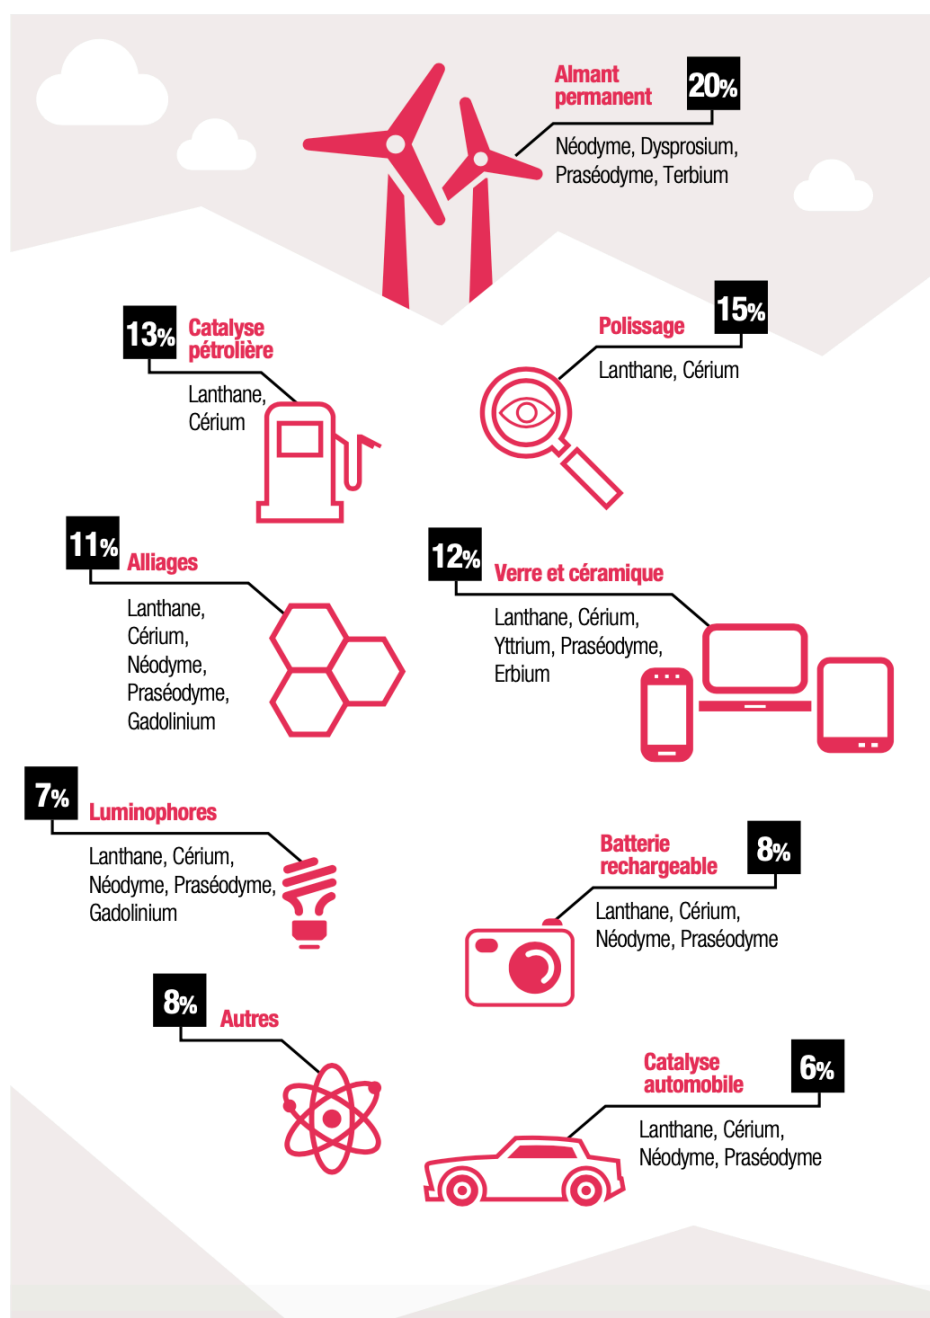 Almant
permanent
20%
Néodyme, Dysprosium,
Praséodyme, Terbium
13%
Catalyse
pétrolière
Lanthane,
Cérium
Polissage
15%
Lanthane, Cérium
11%
Alliages
Lanthane,
Cérium,
Néodyme,
Praséodyme,
Gadolinium
12%
Verre et céramique
Lanthane, Cérium,
Yttrium, Praséodyme,
Erbium
7%
Luminophores
Lanthane, Cérium,
Néodyme, Praséodyme,
Gadolinium
Batterie
rechargeable
8%
Lanthane, Cérium,
Néodyme, Praséodyme
8%
Autres
Catalyse
automobile
6%
Lanthane, Cérium,
Néodyme, Praséodyme